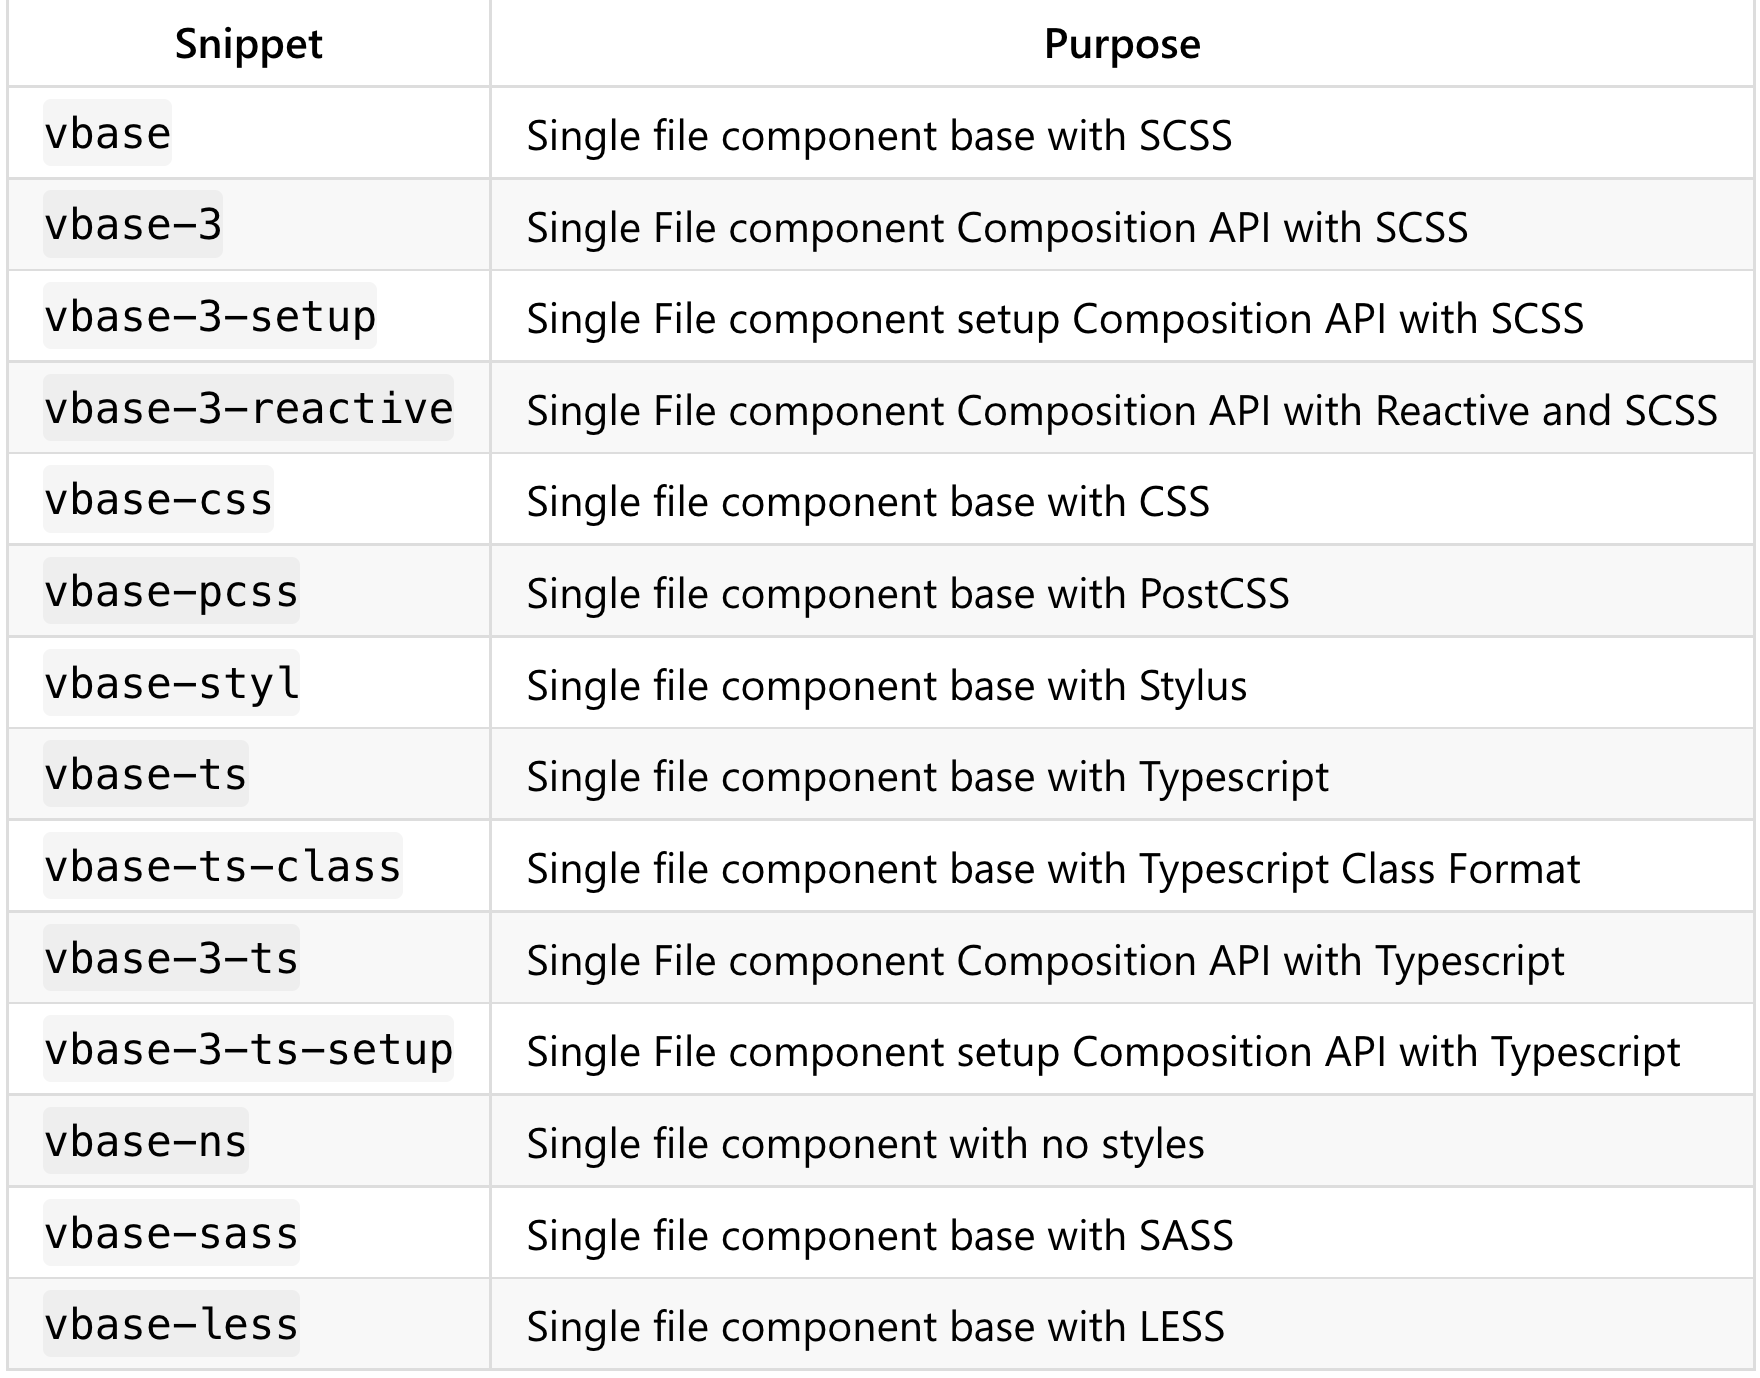 Snippet Purpose
vbase Single file component base with SCSS
vbase-3 Single File component Composition API with SCSS
vbase-3-setup Single File component setup Composition API with SCSS
vbase-3-reactive Single File component Composition API with Reactive and SCSS
vbase-css Single file component base with CSS
vbase-pcss Single file component base with PostCSS
vbase-styl Single file component base with Stylus
vbase-ts Single file component base with Typescript
vbase-ts-class Single file component base with Typescript Class Format
vbase-3-ts Single File component Composition API with Typescript
vbase-3-ts-setup Single File component setup Composition API with Typescript
vbase-ns Single file component with no styles
vbase-sass Single file component base with SASS
vbase-less Single file component base with LESS